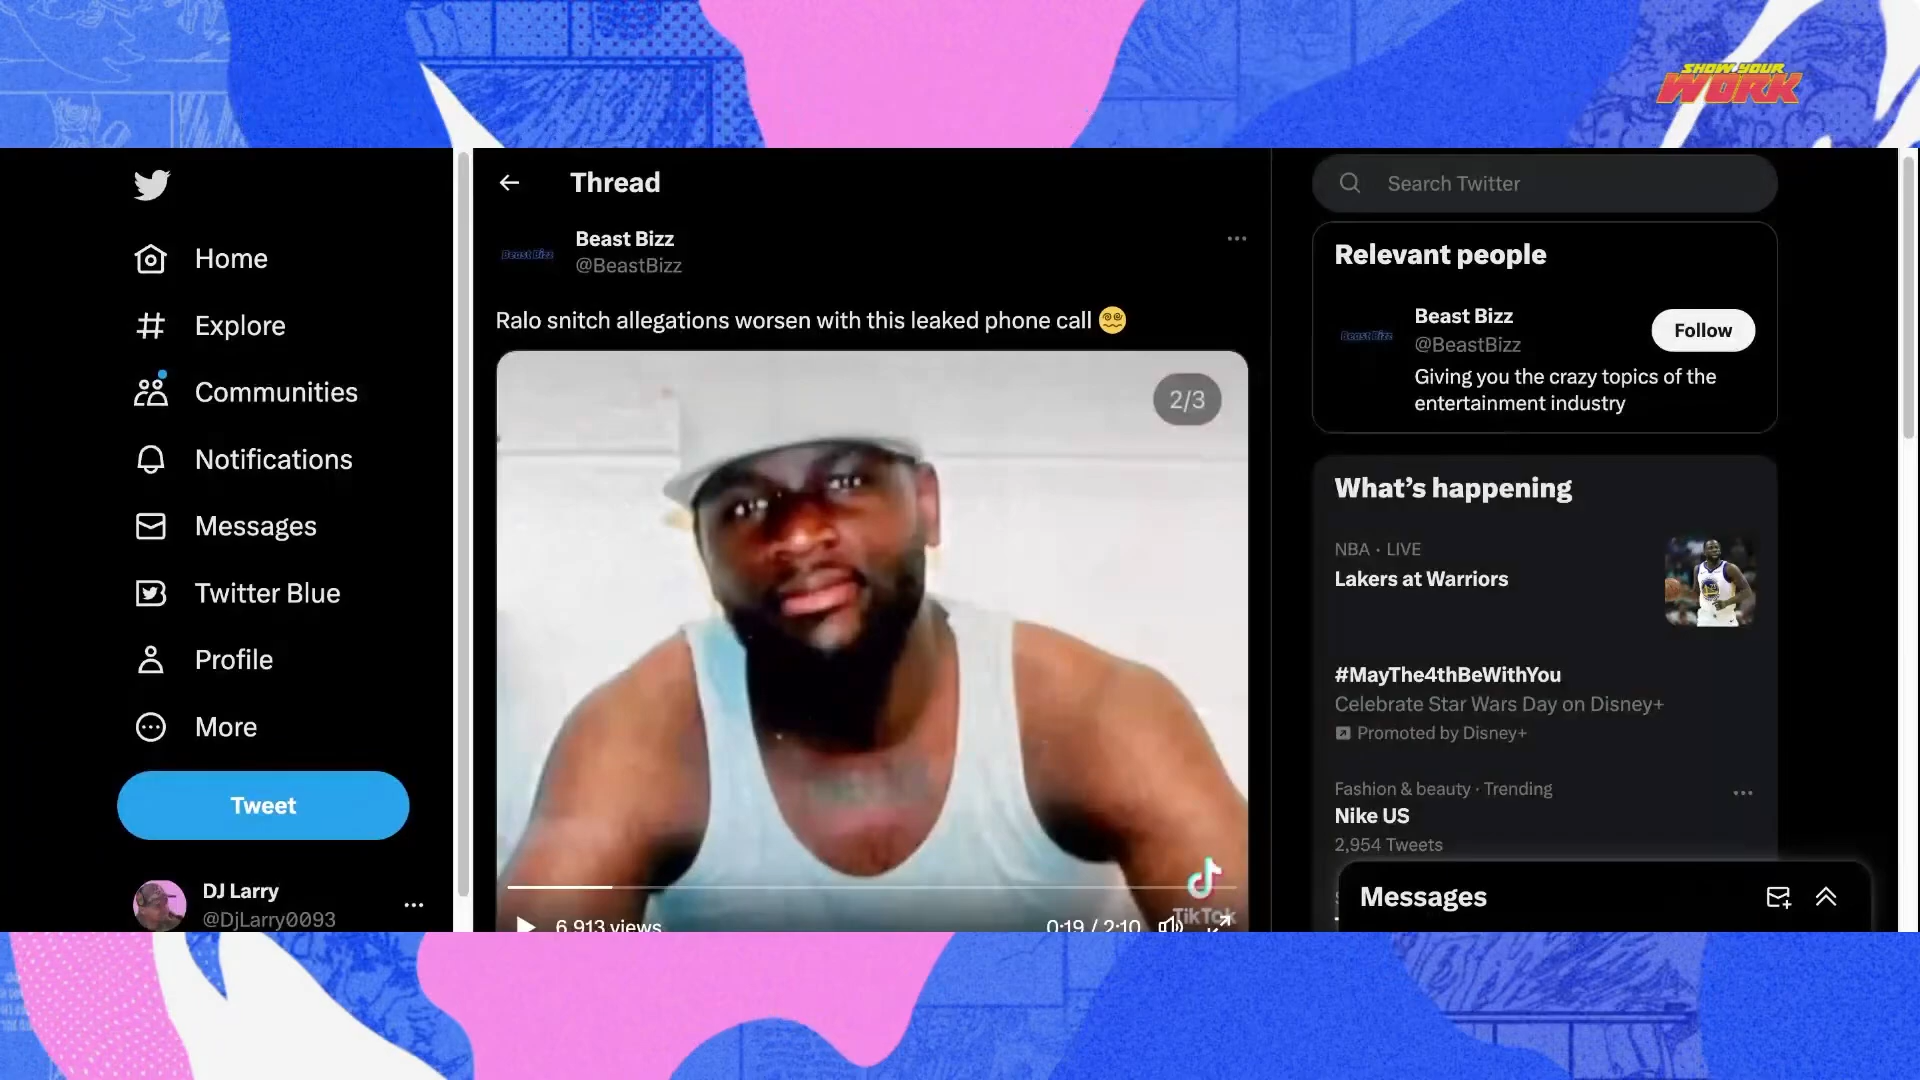 SHOW YOUR
WORK
Home
Explore
Communities
Notifications
Messages
Twitter Blue
Profile
More
Tweet
DJ Larry
@DjLarry0093
Thread
Beast Bizz
Beast Bizz
@BeastBizz
Ralo snitch allegations worsen with this leaked phone call
2/3
6,913 views
0:19 / 2:10
TikTok
Search Twitter
Relevant people
Beast Bizz
Beast Bizz
@BeastBizz
Follow
Giving you the crazy topics of the
entertainment industry
What's happening
NBA · LIVE
Lakers at Warriors
#MayThe4thBeWithYou
Celebrate Star Wars Day on Disney+
Promoted by Disney+
Fashion & beauty · Trending
Nike US
2,954 Tweets
Messages